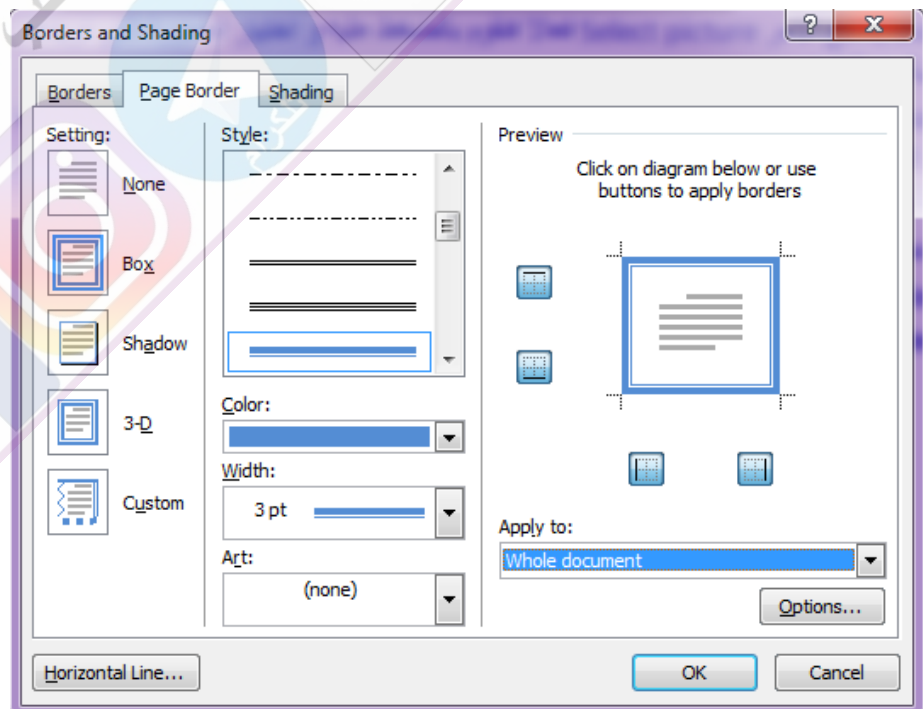 Borders and Shading
Select picture
Borders Page Border Shading
Setting:
None
Box
Shadow
3-D
Custom
Style:
Color:
Width:
3 pt
Art:
(none)
Preview
Click on diagram below or use
buttons to apply borders
Apply to:
Whole document
Options...
Horizontal Line...
OK
Cancel